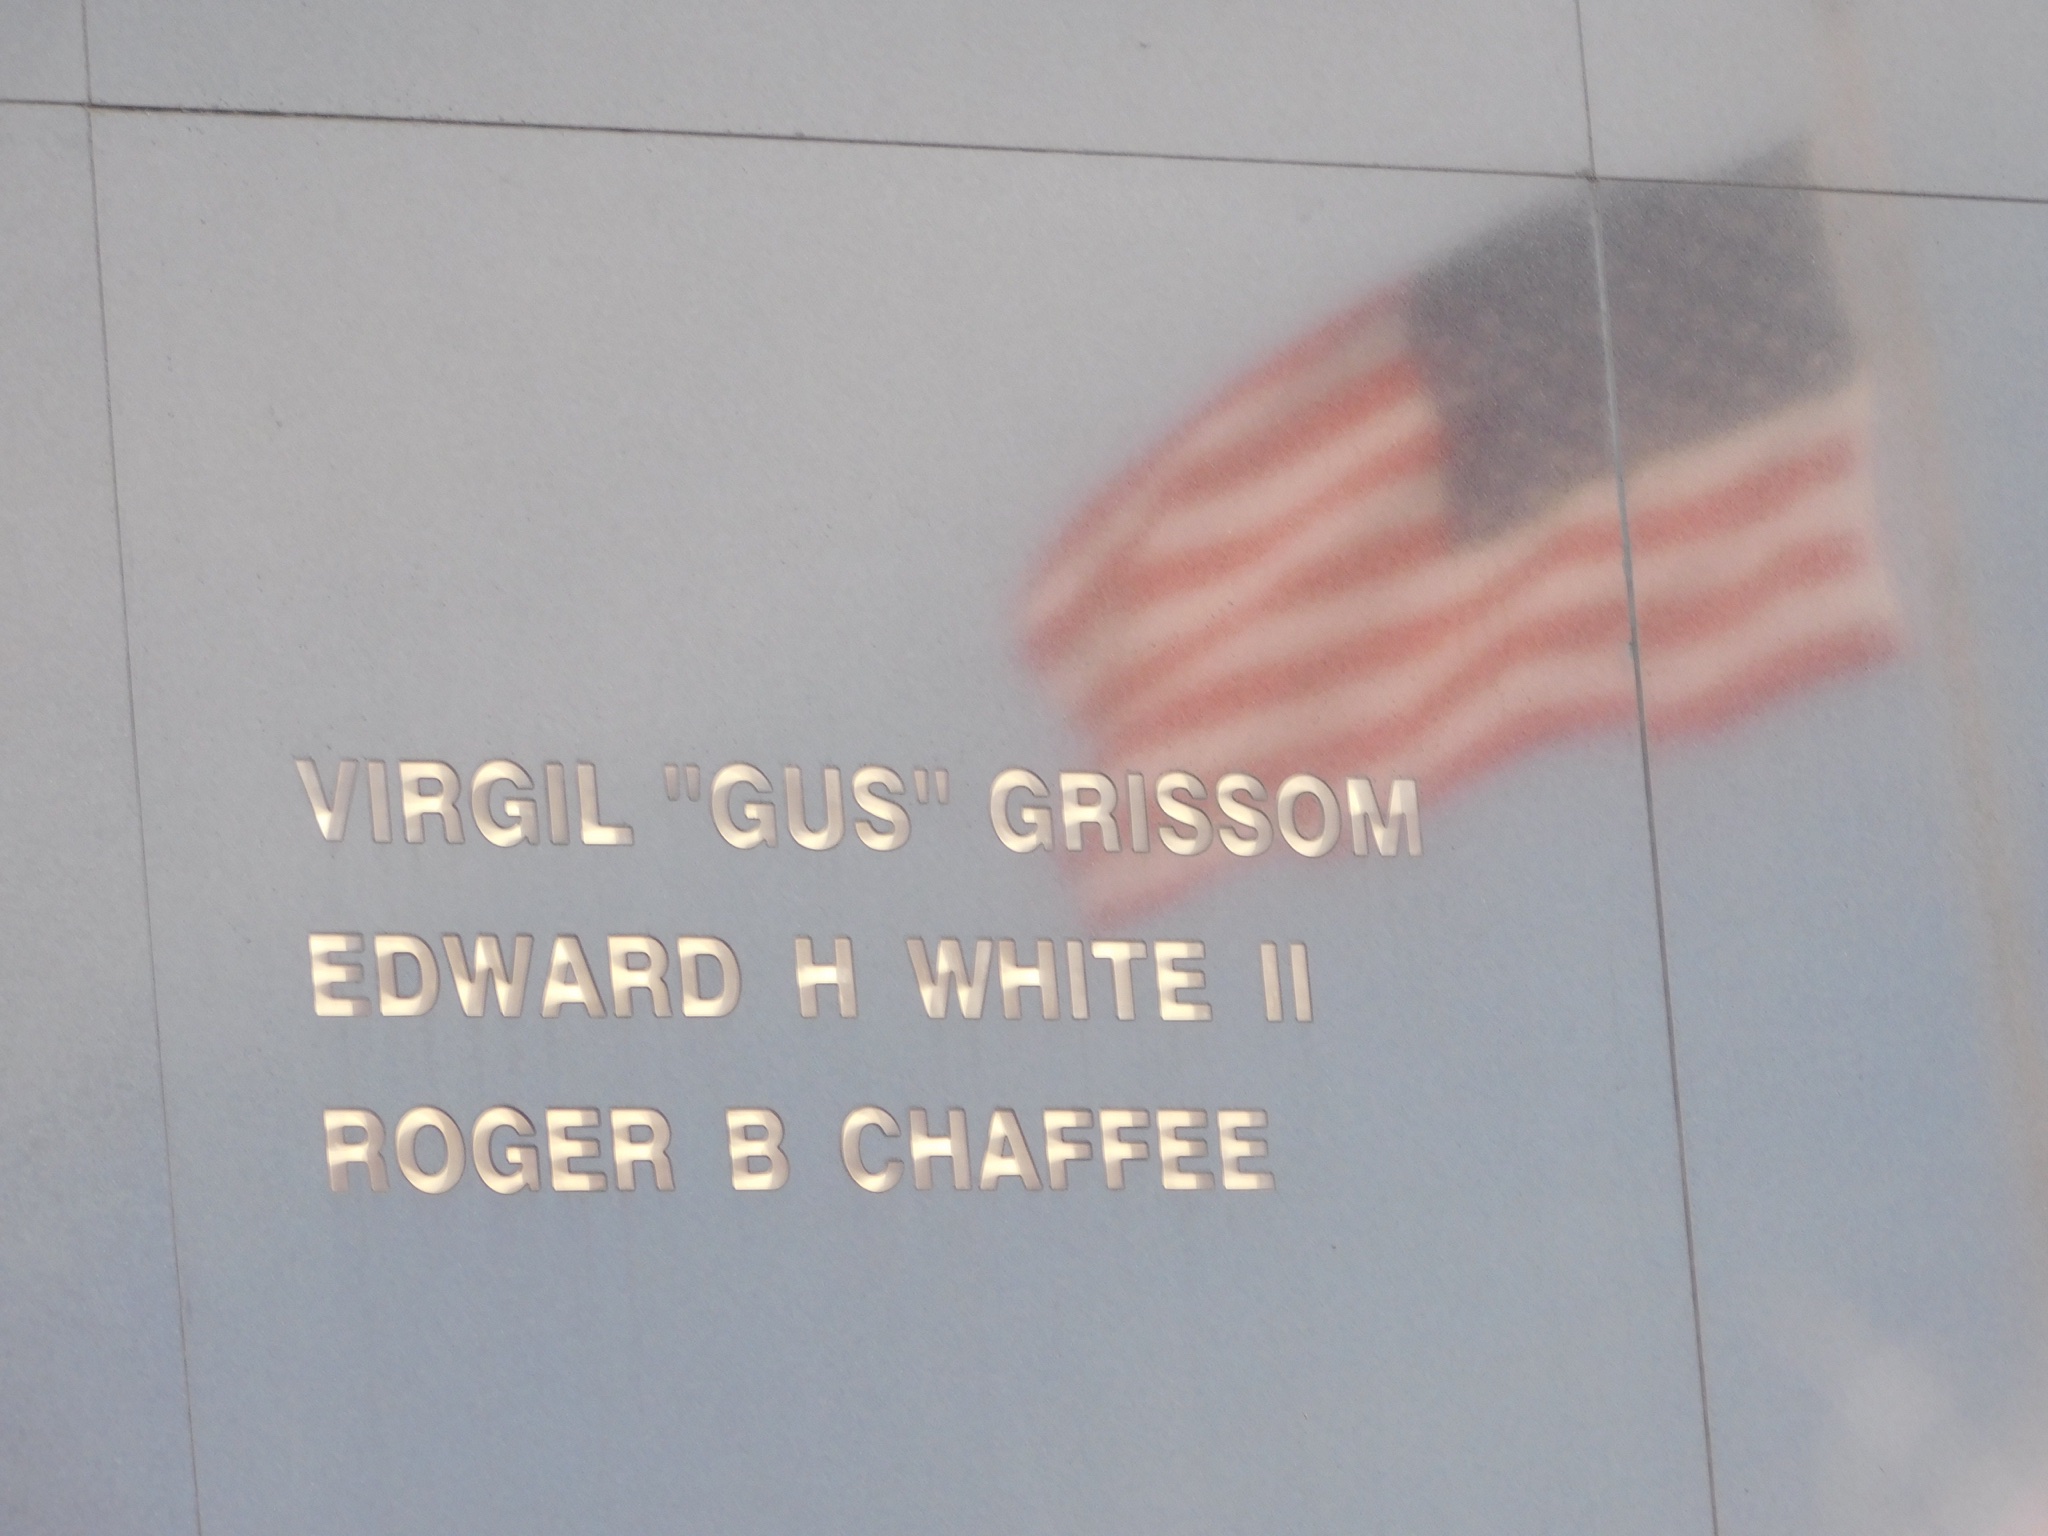 VIRGIL "GUS" GRISSOM
EDWARD H WHITE II
ROGER B CHAFFEE